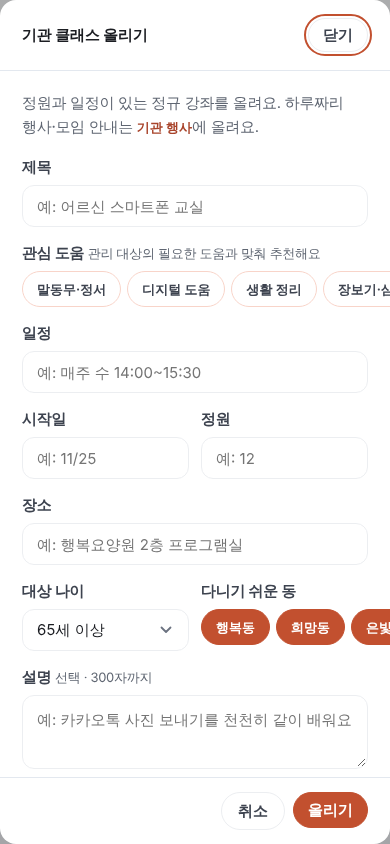 기관 클래스 올리기
닫기
정원과 일정이 있는 정규 강좌를 올려요. 하루짜리
행사·모임 안내는 기관 행사에 올려요.
제목
예: 어르신 스마트폰 교실
관심 도움 관리 대상의 필요한 도움과 맞춰 추천해요
말동무·정서 디지털 도움 생활 정리 장보기·
일정
예: 매주 수 14:00~15:30
시작일 정원
예: 11/25 예: 12
장소
예: 행복요양원 2층 프로그램실
대상 나이 다니기 쉬운 동
65세 이상 행복동 희망동 은빛
설명 선택 · 300자까지
예: 카카오톡 사진 보내기를 천천히 같이 배워요
취소 올리기